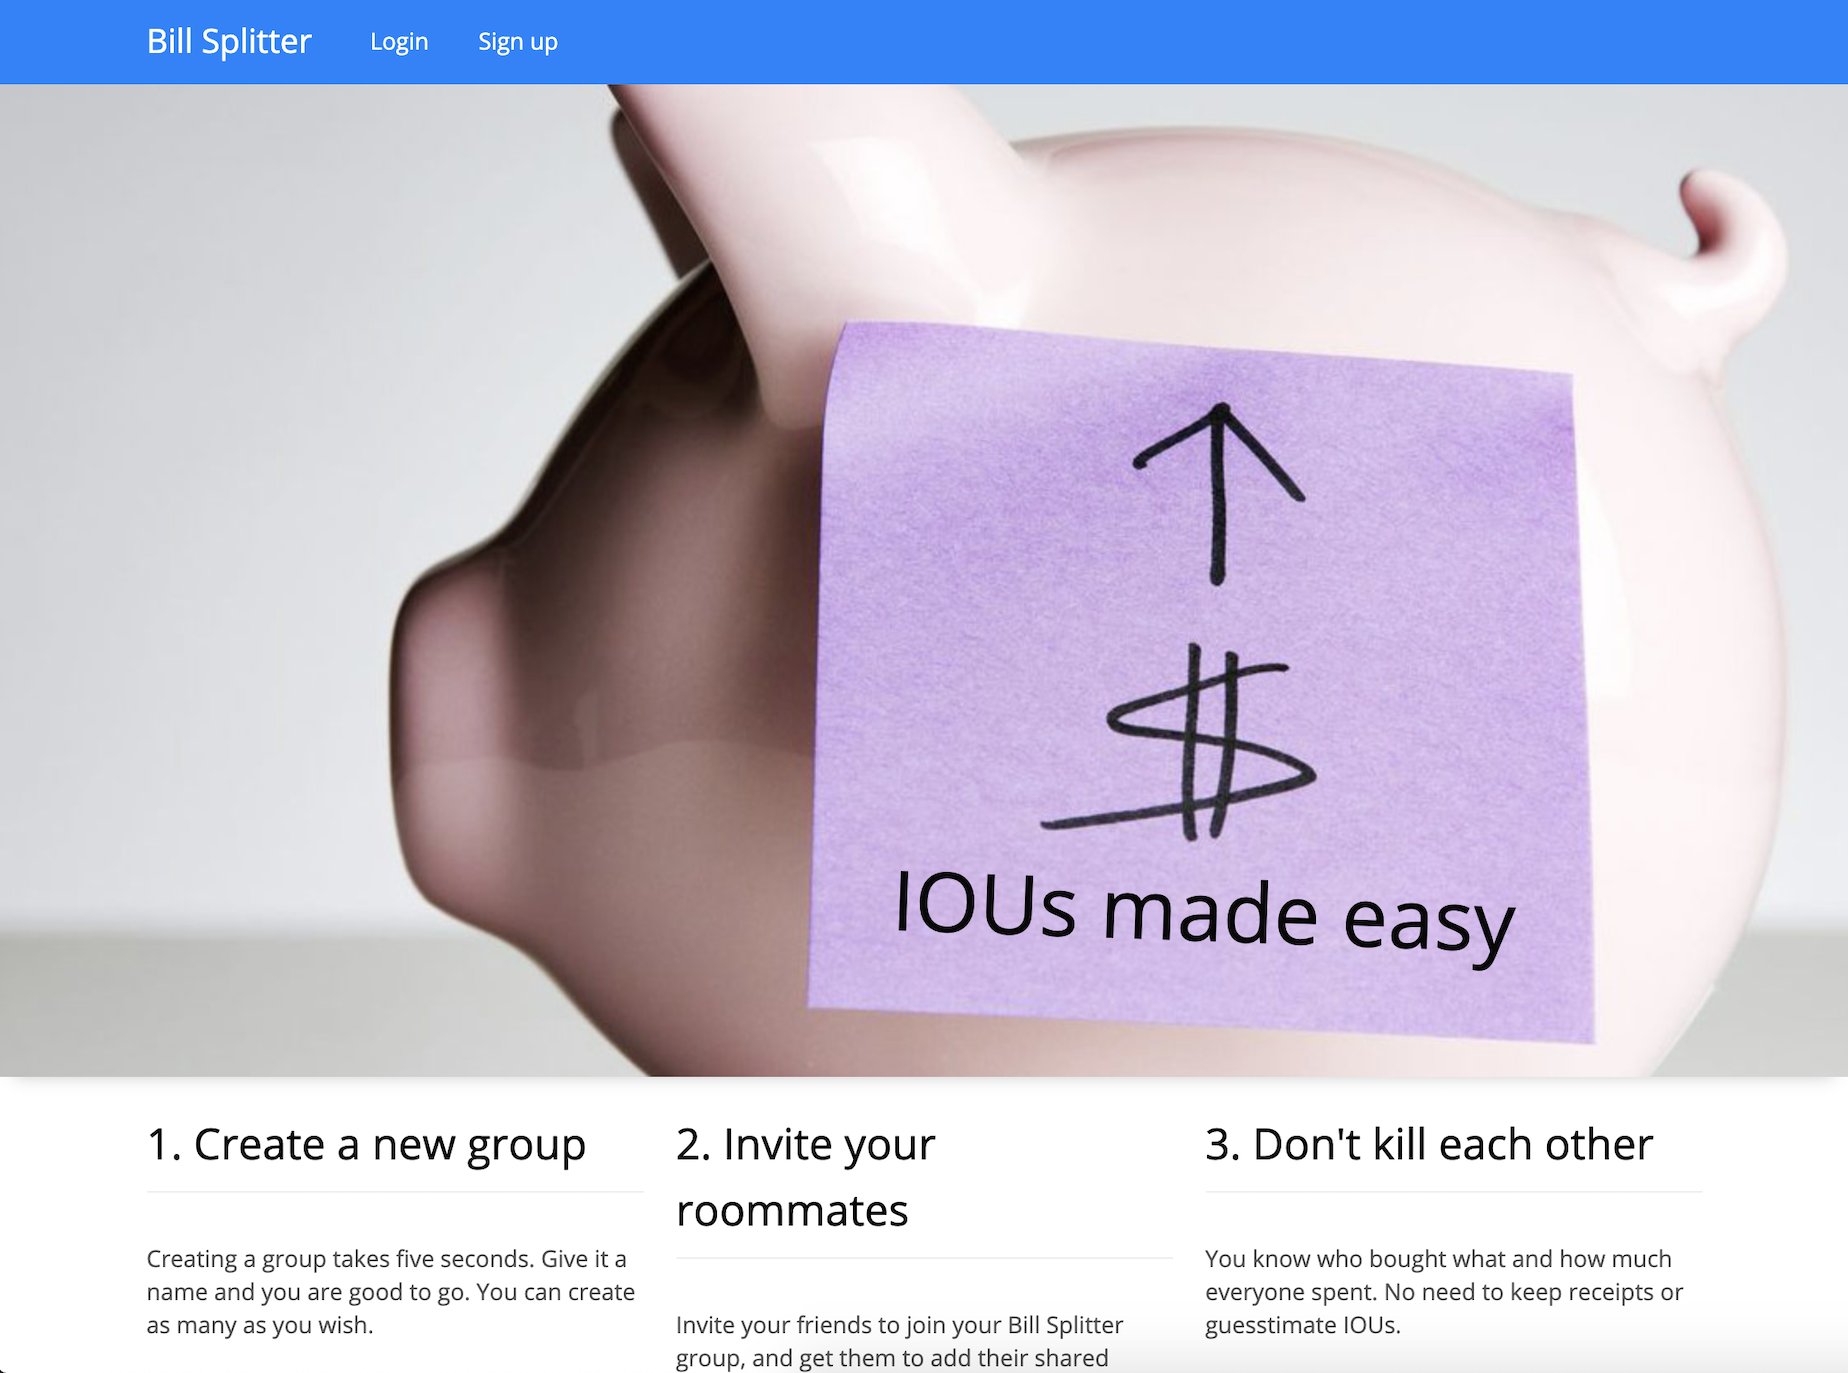 Bill Splitter Login Sign up
$
IOUs made easy
1. Create a new group
Creating a group takes five seconds. Give it a
name and you are good to go. You can create
as many as you wish.
2. Invite your
roommates
Invite your friends to join your Bill Splitter
group, and get them to add their shared
3. Don't kill each other
You know who bought what and how much
everyone spent. No need to keep receipts or
guesstimate IOUs.